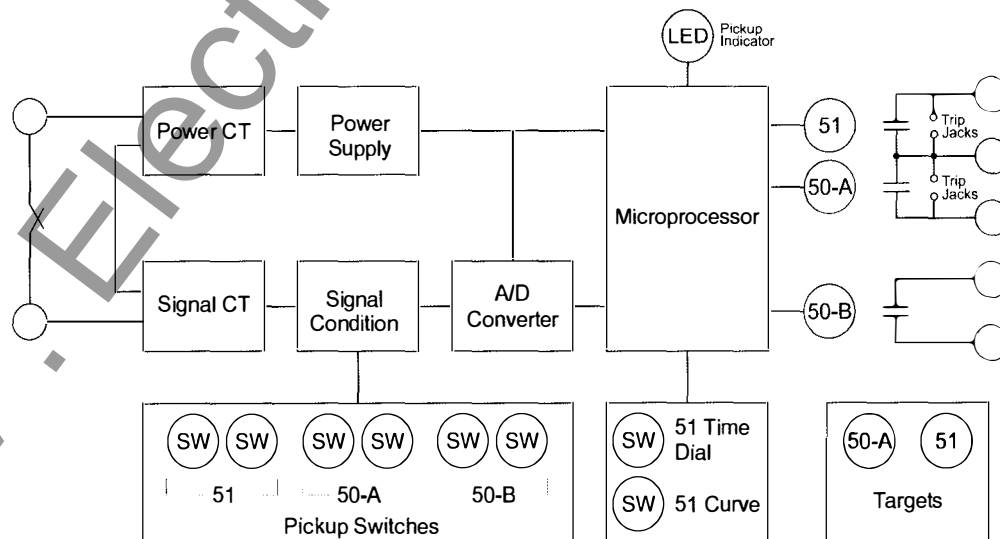 LED
Pickup
Indicator
Power CT
Power
Supply
Microprocessor
51
50-A
Trip
Jacks
Trip
Jacks
Signal CT
Signal
Condition
A/D
Converter
50-B
SW SW SW SW SW SW
51 50-A 50-B
Pickup Switches
SW 51 Time
Dial
SW 51 Curve
50-A 51
Targets
. Electr